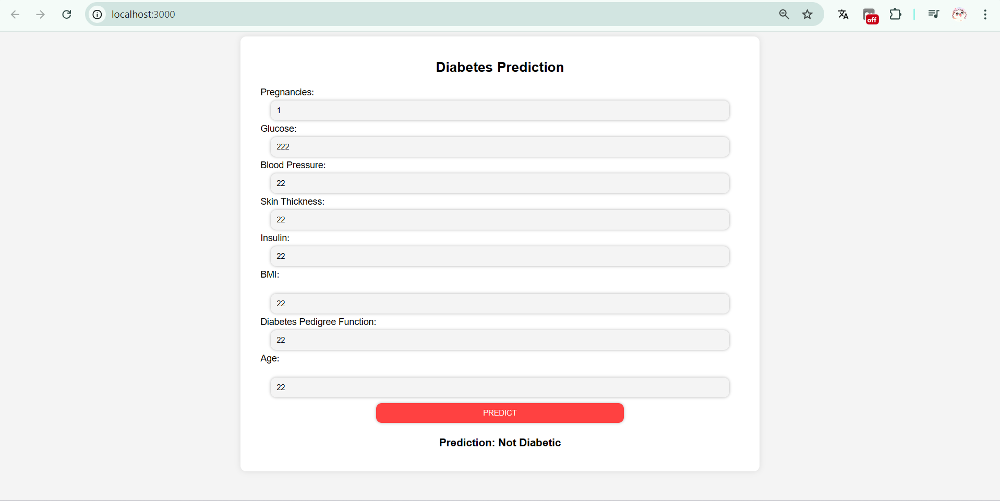 localhost:3000
off
Diabetes Prediction
Pregnancies:
1
Glucose:
222
Blood Pressure:
22
Skin Thickness:
22
Insulin:
22
BMI:
22
Diabetes Pedigree Function:
22
Age:
22
PREDICT
Prediction: Not Diabetic